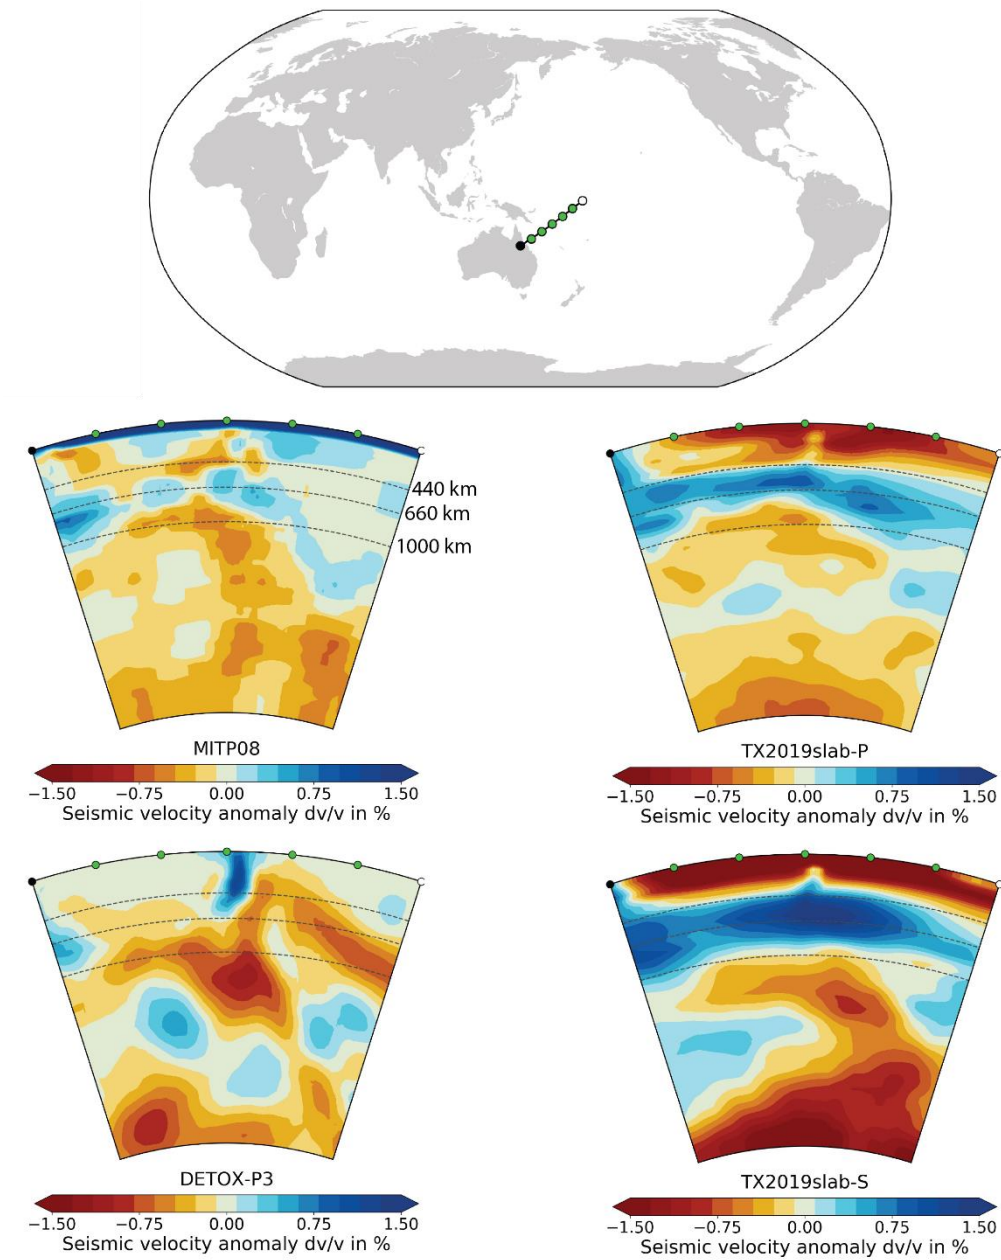 440 km
660 km
1000 km
MITP08
−1.50 −0.75 0.00 0.75 1.50
Seismic velocity anomaly dv/v in %
TX2019slab-P
−1.50 −0.75 0.00 0.75 1.50
Seismic velocity anomaly dv/v in %
DETOX-P3
−1.50 −0.75 0.00 0.75 1.50
Seismic velocity anomaly dv/v in %
TX2019slab-S
−1.50 −0.75 0.00 0.75 1.50
Seismic velocity anomaly dv/v in %